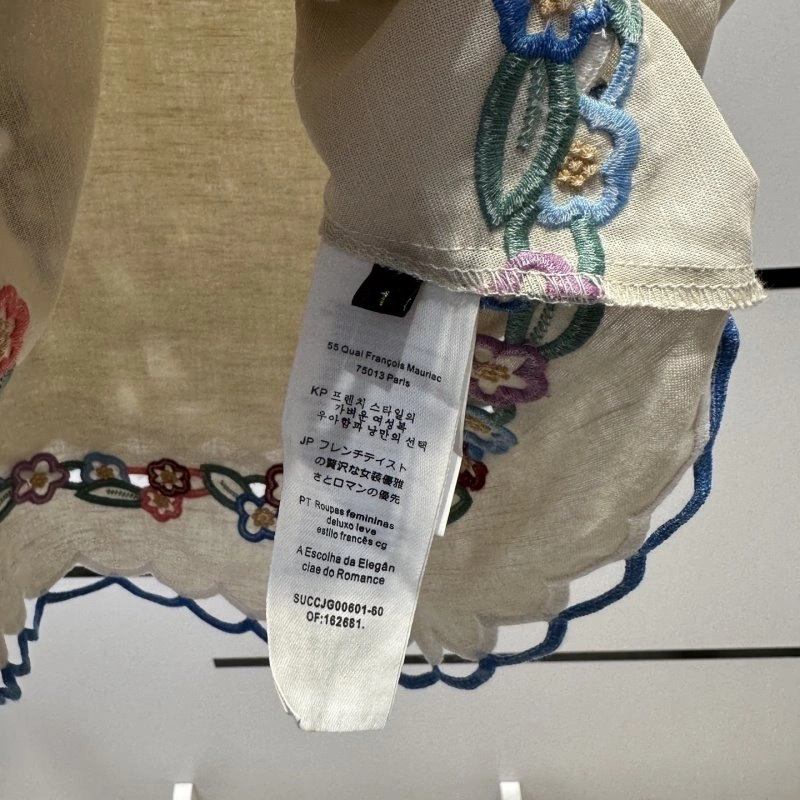 55 Quai François Mauriac
75013 Paris
KP 프렌치 스타일의
가벼운 여성복
우아함과 낭만의 선택
JP フレンチテイスト
の贅沢な女装優雅
さとロマンの優先
PT Roupas femininas
deluxo leve
estilo francês cg
A Escolha da Elegân
ciae do Romance
SUCCJG00601-60
OF:162681.